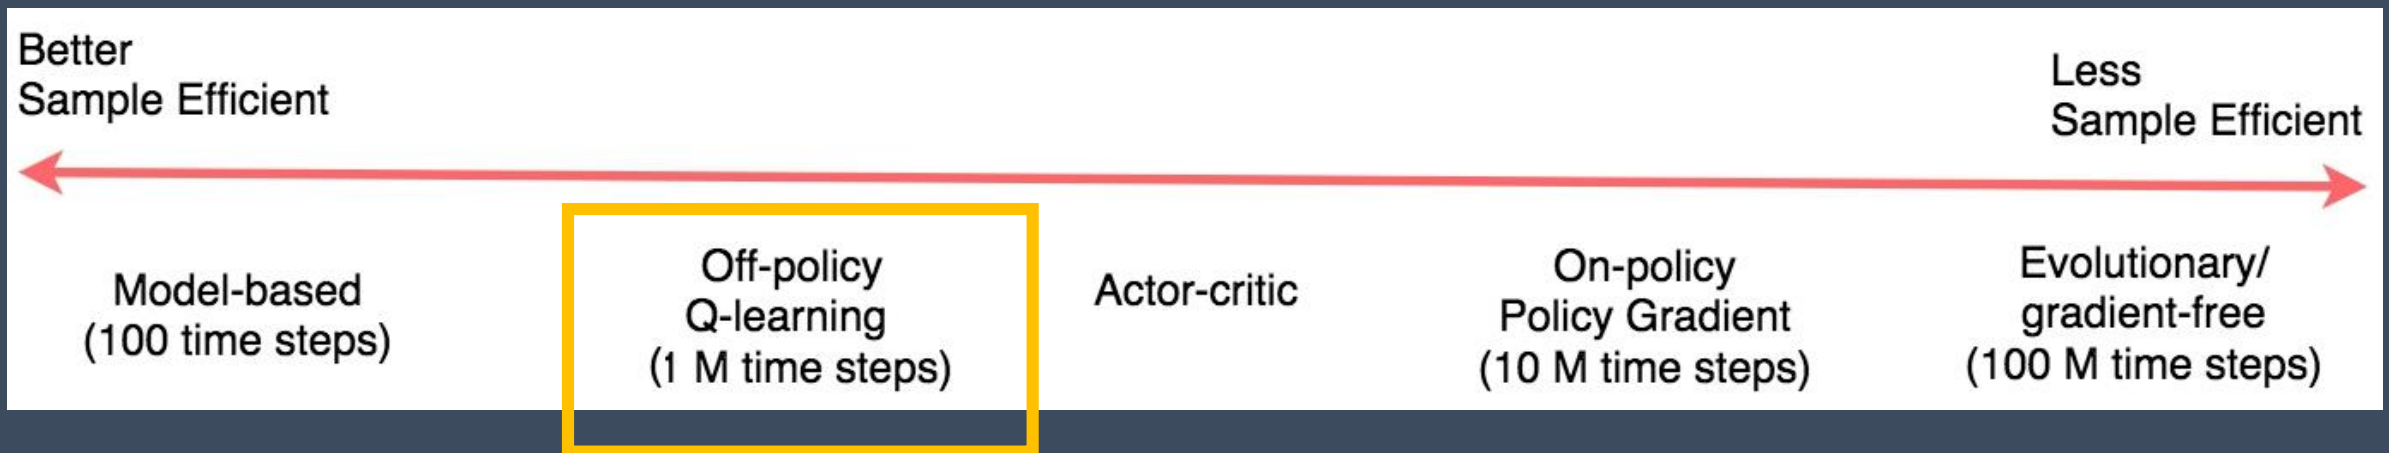 Better
Sample Efficient
Less
Sample Efficient
Model-based
(100 time steps)
Off-policy
Q-learning
(1 M time steps)
Actor-critic
On-policy
Policy Gradient
(10 M time steps)
Evolutionary/
gradient-free
(100 M time steps)